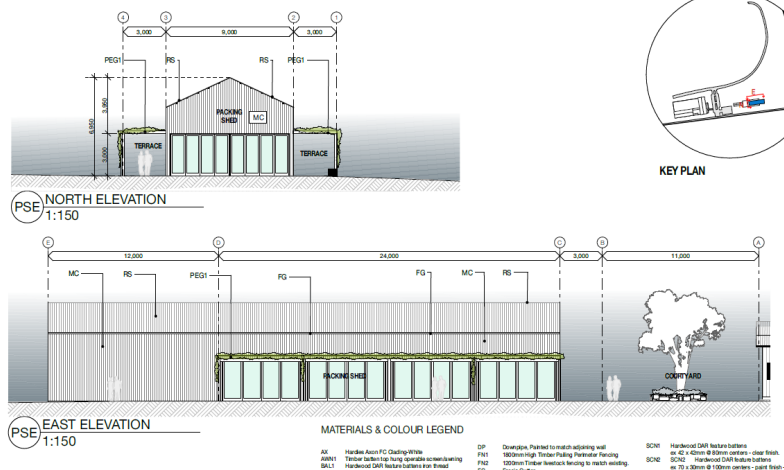 4 3 2 1
3,000 9,000 3,000
PEG1 RS RS PEG1
6,950
3,950
3,000
PACKING
SHED
MC
TERRACE
TERRACE
PSE NORTH ELEVATION
1:150
E
KEY PLAN
E D C B A
12,000 24,000 3,000 11,000
MC RS PEG1 FG FG MC RS
PACKING SHED
COURTYARD
PSE EAST ELEVATION
1:150
MATERIALS & COLOUR LEGEND
AX Hardies Axon FC Cladding-White
AWN1 Timber batten top hung operable screen/awning
BAL1 Hardwood DAR feature battens iron thread
DP Downpipe, Painted to match adjoining wall
FN1 1800mm High Timber Paling Perimeter Fencing
FN2 1200mm Timber livestock fencing to match existing.
SCN1 Hardwood DAR feature battens
ex 42 x 42mm @ 80mm centers - clear finish
SCN2 SCN2 Hardwood DAR feature battens
ex 70 x 30mm @ 100mm centers - clear finish